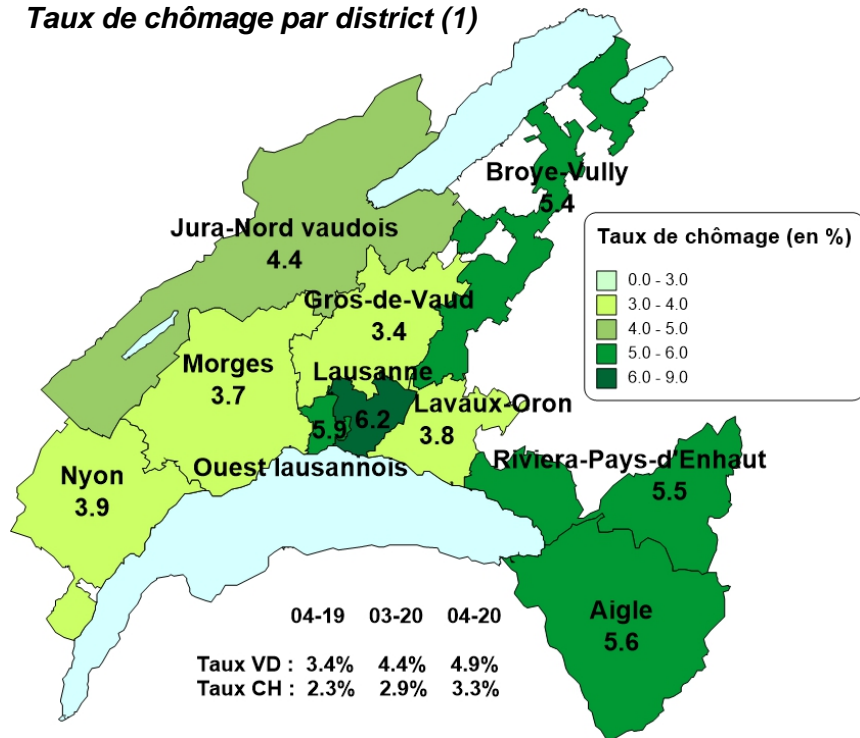 Taux de chômage par district (1)
Broye-Vully
5.4
Jura-Nord vaudois
4.4
Taux de chômage (en %)
0.0 - 3.0
3.0 - 4.0
4.0 - 5.0
5.0 - 6.0
6.0 - 9.0
Gros-de-Vaud
3.4
Morges
3.7
Lausanne
6.2
5.9
Lavaux-Oron
3.8
Ouest lausannois
Riviera-Pays-d'Enhaut
5.5
Nyon
3.9
Aigle
5.6
04-19 03-20 04-20
Taux VD : 3.4% 4.4% 4.9%
Taux CH : 2.3% 2.9% 3.3%